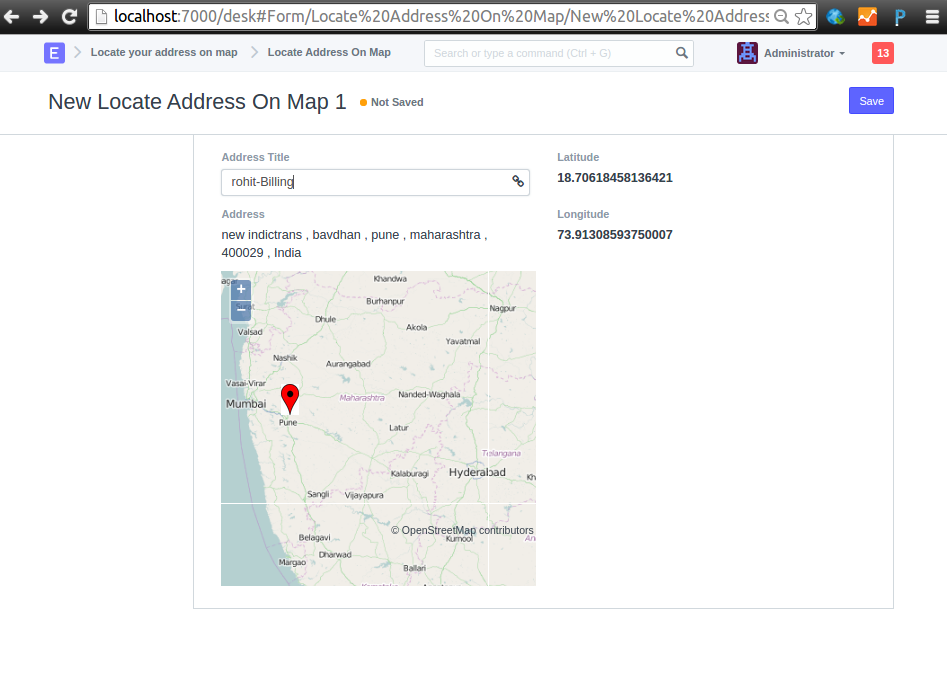 localhost:7000/desk#Form/Locate%20Address%20On%20Map/New%20Locate%20Address
E Locate your address on map Locate Address On Map Search or type a command (Ctrl + G) Administrator 13
New Locate Address On Map 1 Not Saved Save
Address Title
rohit-Billing
Latitude
18.70618458136421
Address
new indictrans , bavdhan , pune , maharashtra ,
400029 , India
Longitude
73.91308593750007
+
−
Khandwa
Burhanpur
Surat
Nagpur
Dhule
Akola
Valsad
Yavatmal
Nashik
Aurangabad
Vasai-Virar
Maharashtra
Nanded-Waghala
Mumbai
Pune
Latur
Telangana
Kalaburagi
Hyderabad
Kh
Sangli
Vijayapura
© OpenStreetMap contributors
Belagavi
Kurnool
An
Dharwad
Margao
Ballari